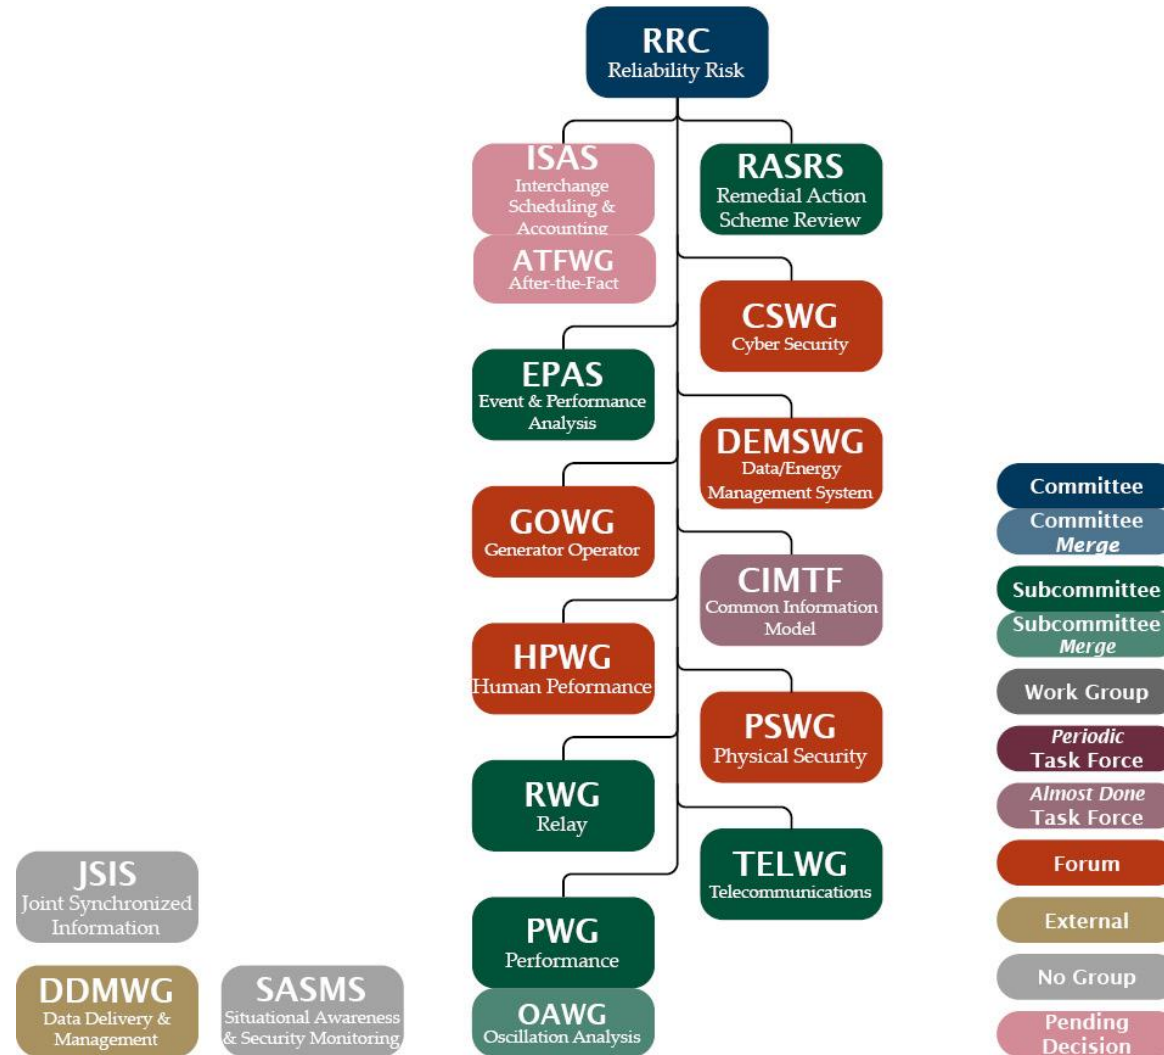 RRC
Reliability Risk
ISAS
Interchange
Scheduling &
Accounting
ATFWG
After-the-Fact
RASRS
Remedial Action
Scheme Review
CSWG
Cyber Security
EPAS
Event & Performance
Analysis
DEMSWG
Data/Energy
Management System
GOWG
Generator Operator
CIMTF
Common Information
Model
HPWG
Human Peformance
PSWG
Physical Security
RWG
Relay
TELWG
Telecommunications
PWG
Performance
OAWG
Oscillation Analysis
JSIS
Joint Synchronized
Information
DDMWG
Data Delivery &
Management
SASMS
Situational Awareness
& Security Monitoring
Committee
Committee
Merge
Subcommittee
Subcommittee
Merge
Work Group
Periodic
Task Force
Almost Done
Task Force
Forum
External
No Group
Pending
Decision